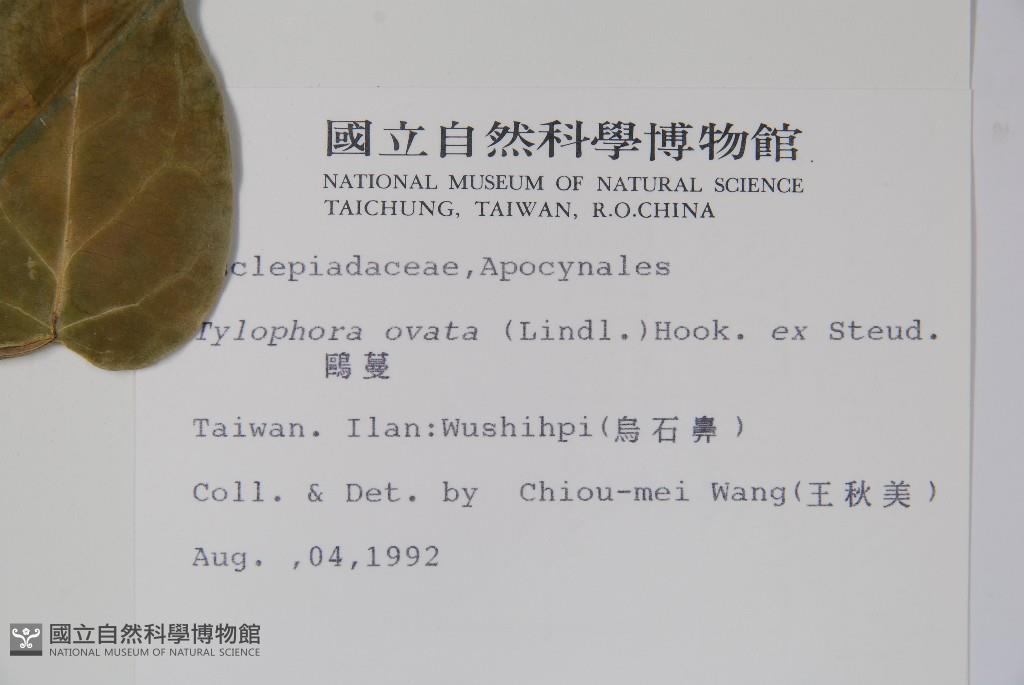 國立自然科學博物館
NATIONAL MUSEUM OF NATURAL SCIENCE
TAICHUNG, TAIWAN, R.O.CHINA
sclepiadaceae,Apocynales
Tylophora ovata (Lindl.)Hook. ex Steud.
鷗蔓
Taiwan. Ilan:Wushihpi(烏石鼻)
Coll. & Det. by Chiou-mei Wang(王秋美)
Aug. ,04,1992
國立自然科學博物館
NATIONAL MUSEUM OF NATURAL SCIENCE